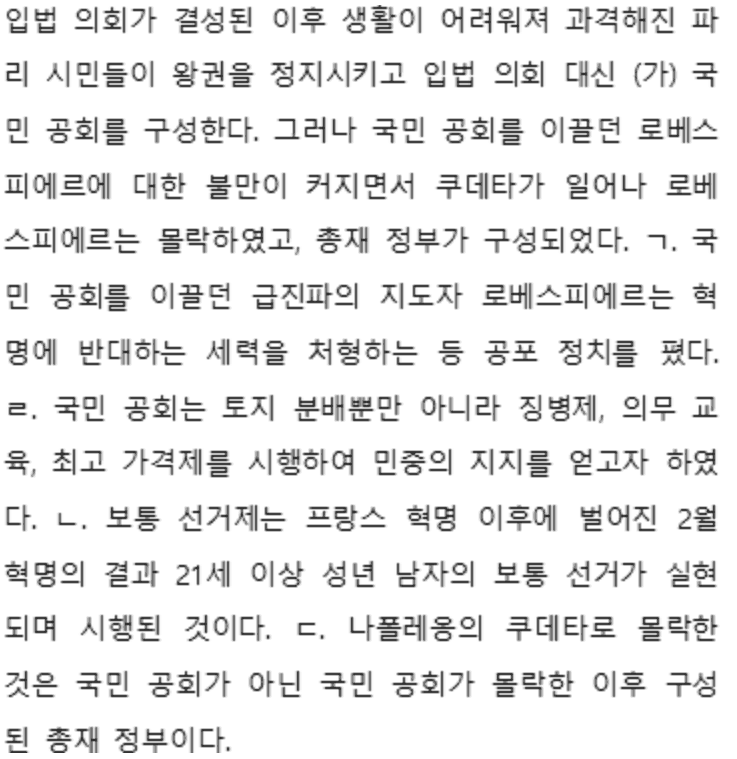 입법 의회가 결성된 이후 생활이 어려워져 과격해진 파
리 시민들이 왕권을 정지시키고 입법 의회 대신 (가) 국
민 공회를 구성한다. 그러나 국민 공회를 이끌던 로베스
피에르에 대한 불만이 커지면서 쿠데타가 일어나 로베
스피에르는 몰락하였고, 총재 정부가 구성되었다. ㄱ. 국
민 공회를 이끌던 급진파의 지도자 로베스피에르는 혁
명에 반대하는 세력을 처형하는 등 공포 정치를 폈다.
ㄹ. 국민 공회는 토지 분배뿐만 아니라 징병제, 의무 교
육, 최고 가격제를 시행하여 민중의 지지를 얻고자 하였
다. ㄴ. 보통 선거제는 프랑스 혁명 이후에 벌어진 2월
혁명의 결과 21세 이상 성년 남자의 보통 선거가 실현
되며 시행된 것이다. ㄷ. 나폴레옹의 쿠데타로 몰락한
것은 국민 공회가 아닌 국민 공회가 몰락한 이후 구성
된 총재 정부이다.